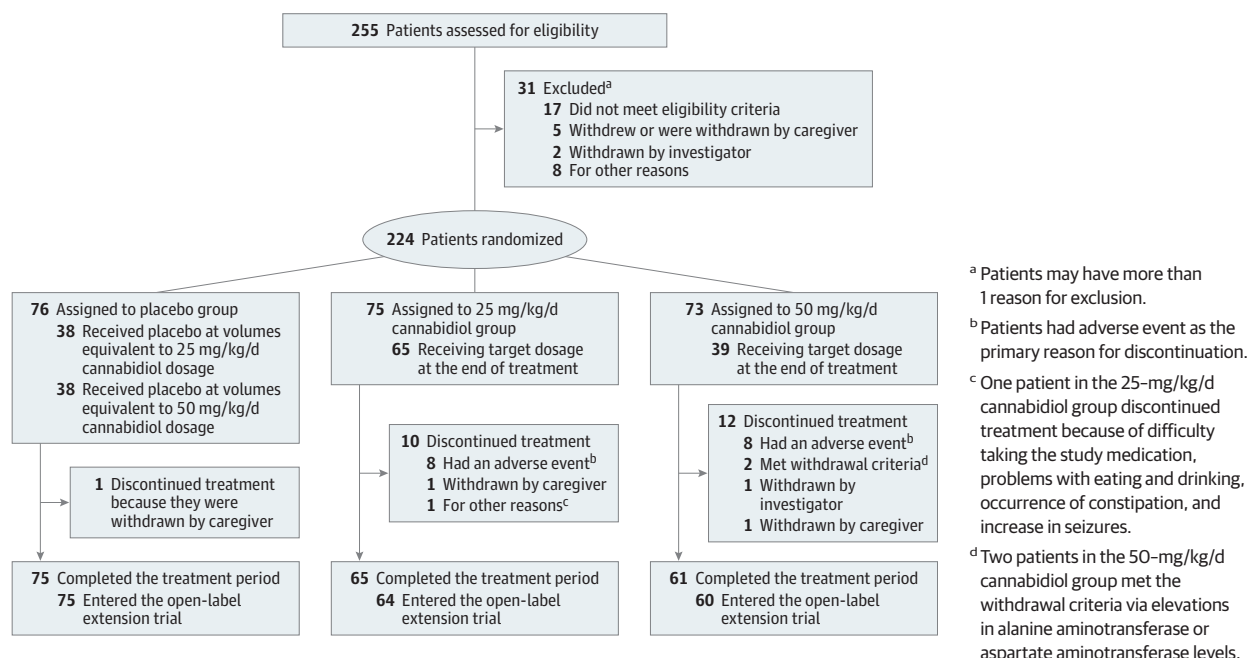 255 Patients assessed for eligibility
31 Excludedᵃ
17 Did not meet eligibility criteria
5 Withdrew or were withdrawn by caregiver
2 Withdrawn by investigator
8 For other reasons
224 Patients randomized
76 Assigned to placebo group
38 Received placebo at volumes
equivalent to 25 mg/kg/d
cannabidiol dosage
38 Received placebo at volumes
equivalent to 50 mg/kg/d
cannabidiol dosage
75 Assigned to 25 mg/kg/d
cannabidiol group
65 Receiving target dosage
at the end of treatment
73 Assigned to 50 mg/kg/d
cannabidiol group
39 Receiving target dosage
at the end of treatment
1 Discontinued treatment
because they were
withdrawn by caregiver
10 Discontinued treatment
8 Had an adverse eventᵇ
1 Withdrawn by caregiver
1 For other reasonsᶜ
12 Discontinued treatment
8 Had an adverse eventᵇ
2 Met withdrawal criteriaᵈ
1 Withdrawn by
investigator
1 Withdrawn by caregiver
75 Completed the treatment period
75 Entered the open-label
extension trial
65 Completed the treatment period
64 Entered the open-label
extension trial
61 Completed the treatment period
60 Entered the open-label
extension trial
ᵃ Patients may have more than
1 reason for exclusion.
ᵇ Patients had adverse event as the
primary reason for discontinuation.
ᶜ One patient in the 25-mg/kg/d
cannabidiol group discontinued
treatment because of difficulty
taking the study medication,
problems with eating and drinking,
occurrence of constipation, and
increase in seizures.
ᵈ Two patients in the 50-mg/kg/d
cannabidiol group met the
withdrawal criteria via elevations
in alanine aminotransferase or
aspartate aminotransferase levels.